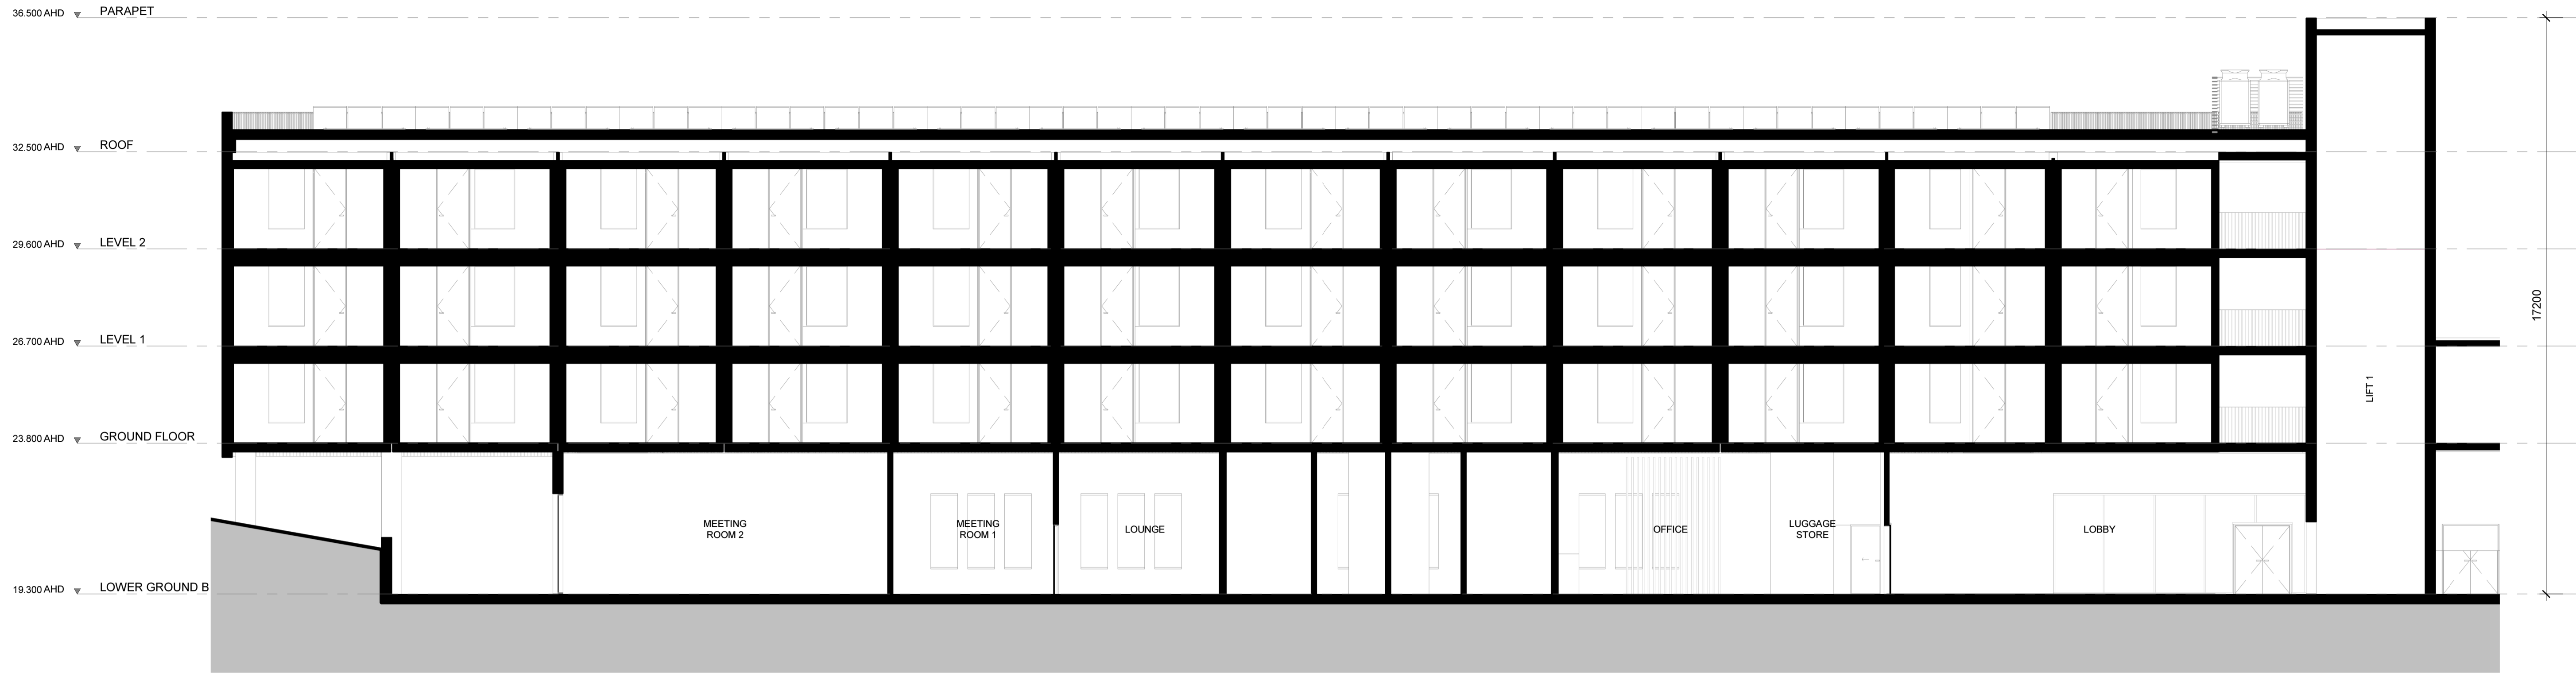 36.500 AHD PARAPET
32.500 AHD ROOF
29.600 AHD LEVEL 2
26.700 AHD LEVEL 1
23.800 AHD GROUND FLOOR
19.300 AHD LOWER GROUND B
MEETING
ROOM 2
MEETING
ROOM 1
LOUNGE
OFFICE
LUGGAGE
STORE
LOBBY
LIFT 1
17200